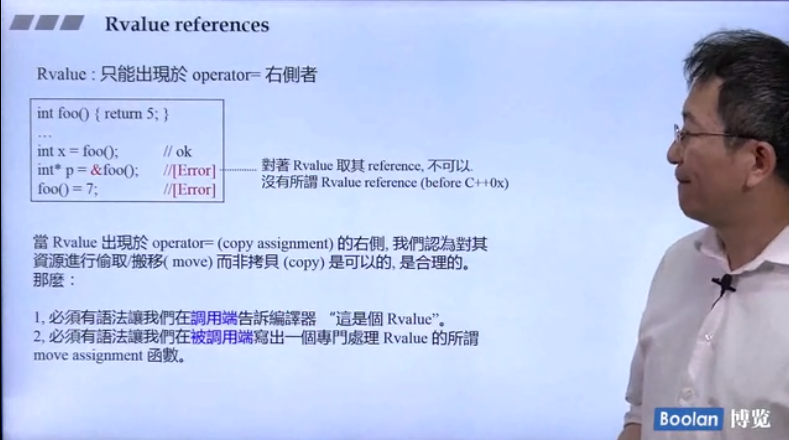 Rvalue references
Rvalue : 只能出現於 operator= 右側者
int foo() { return 5; }
…
int x = foo(); // ok
int* p = &foo(); //[Error]
foo() = 7; //[Error]
對著 Rvalue 取其 reference, 不可以.
沒有所謂 Rvalue reference (before C++0x)
當 Rvalue 出現於 operator= (copy assignment) 的右側, 我們認為對其
資源進行偷取/搬移( move) 而非拷貝 (copy) 是可以的, 是合理的。
那麼：
1, 必須有語法讓我們在調用端告訴編譯器 “這是個 Rvalue”。
2, 必須有語法讓我們在被調用端寫出一個專門處理 Rvalue 的所謂
move assignment 函數。
Boolan 博览